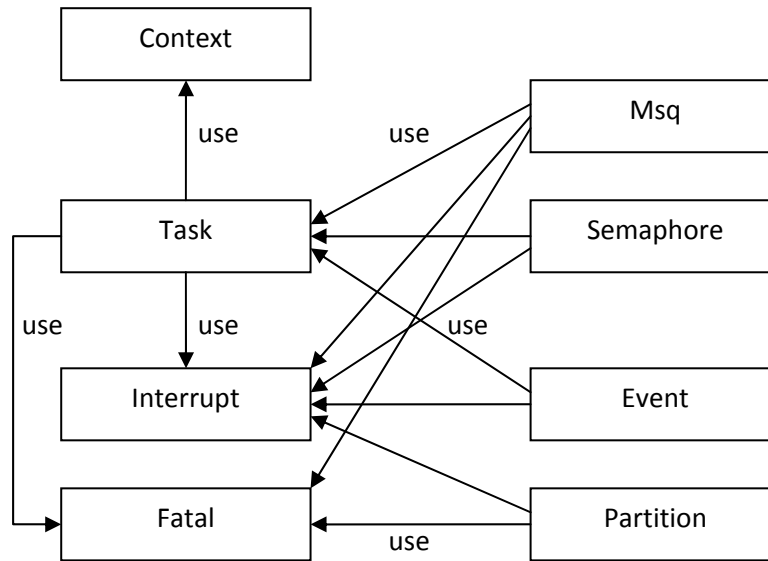 Context
Msq
use
use
Task
Semaphore
use
use
use
Interrupt
Event
Fatal
Partition
use